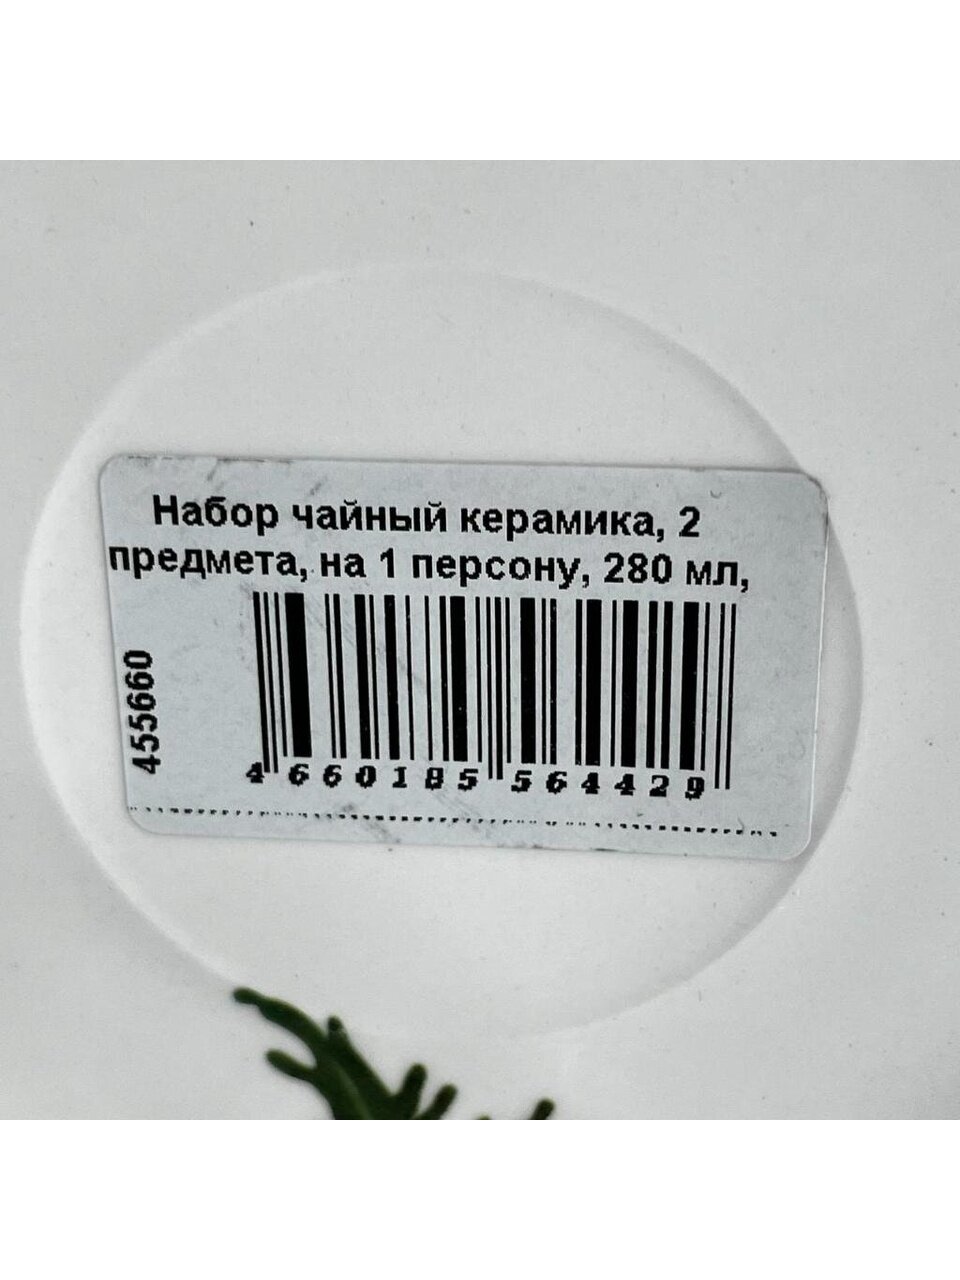 Набор чайный керамика, 2
предмета, на 1 персону, 280 мл,
455660
4 660185 564429